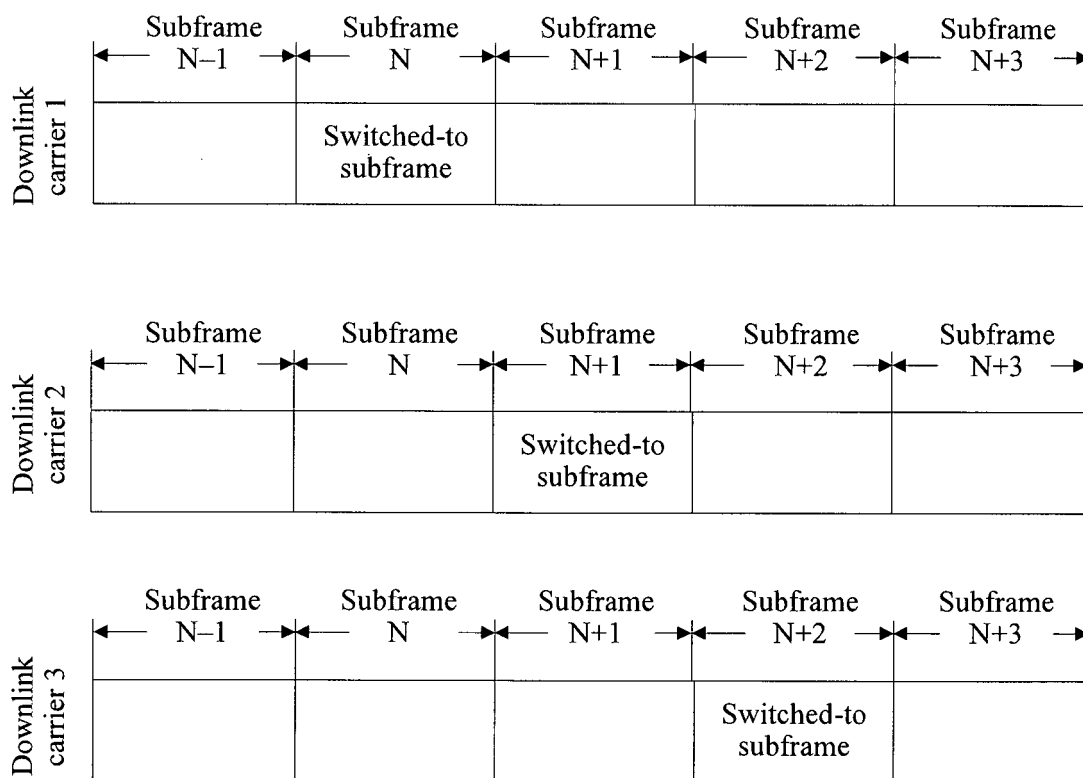 Subframe Subframe Subframe Subframe Subframe
N–1 N N+1 N+2 N+3
Downlink
carrier 1
Switched-to
subframe
Subframe Subframe Subframe Subframe Subframe
N–1 N N+1 N+2 N+3
Downlink
carrier 2
Switched-to
subframe
Subframe Subframe Subframe Subframe Subframe
N–1 N N+1 N+2 N+3
Downlink
carrier 3
Switched-to
subframe